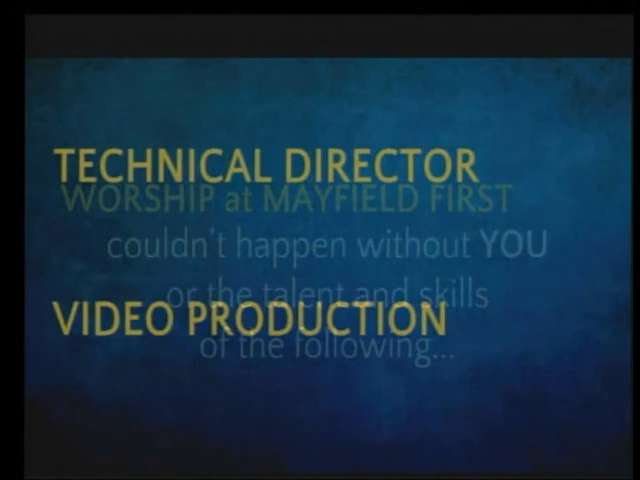 TECHNICAL DIRECTOR
WORSHIP at MAYFIELD FIRST
couldn't happen without YOU
or the talent and skills
VIDEO PRODUCTION
of the following...